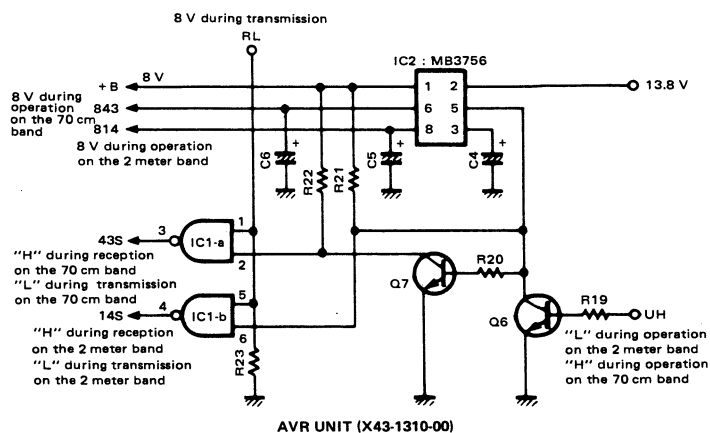 8 V during transmission
RL
IC2 : MB3756
+B
8 V
1
2
13.8 V
8 V during
operation
on the 70 cm
band
843
6
5
814
8
3
8 V during operation
on the 2 meter band
+
+
+
C6
C5
C4
R22
R21
43S
3
IC1-a
1
2
"H" during reception
on the 70 cm band
"L" during transmission
on the 70 cm band
Q7
R20
14S
4
IC1-b
5
6
R19
UH
Q6
"H" during reception
on the 2 meter band
"L" during transmission
on the 2 meter band
R23
"L" during operation
on the 2 meter band
"H" during operation
on the 70 cm band
AVR UNIT (X43-1310-00)